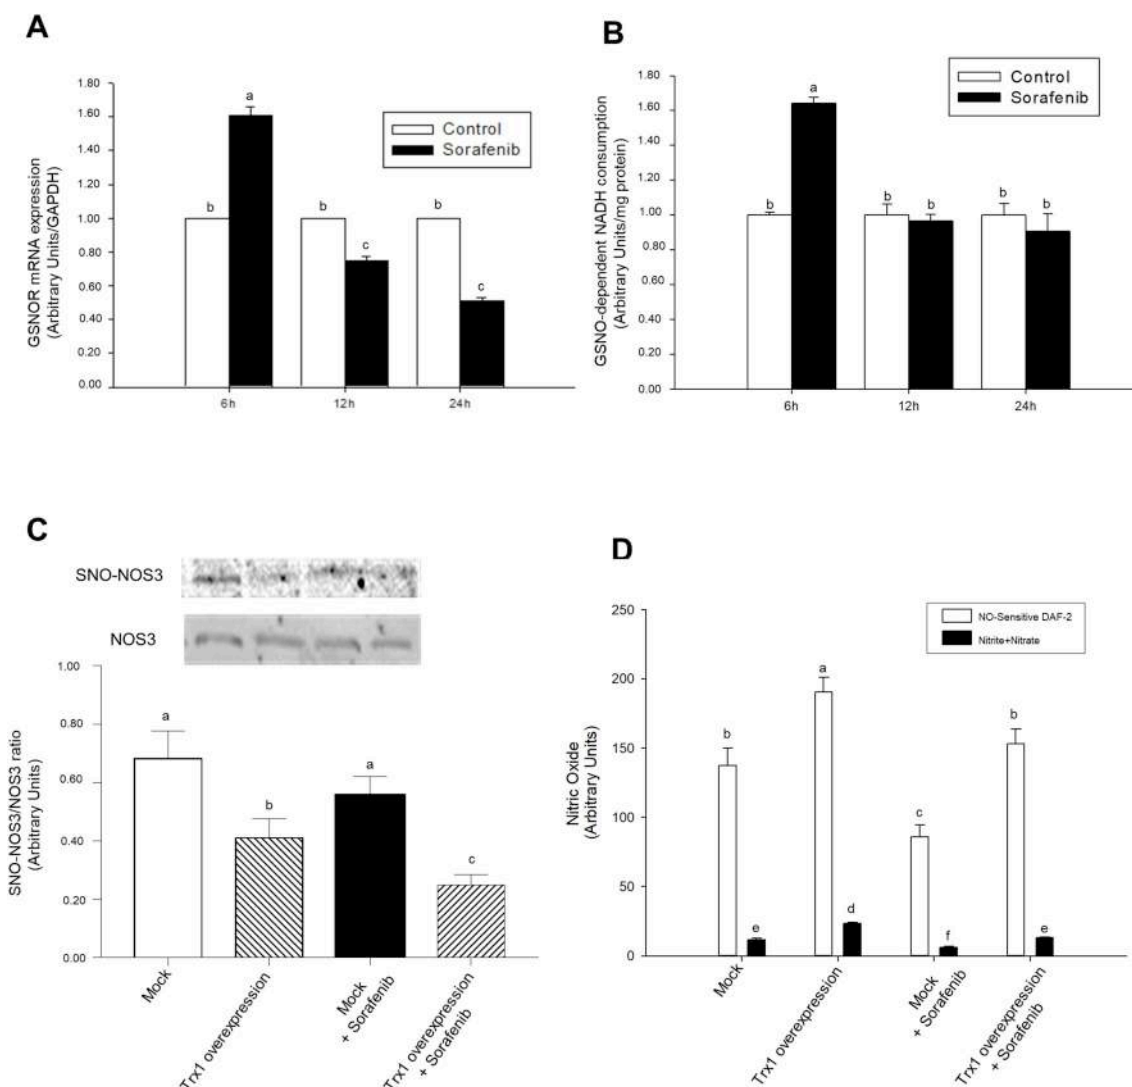 A
GSNOR mRNA expression
(Arbitrary Units/GAPDH)
1.80
1.60
1.40
1.20
1.00
0.80
0.60
0.40
0.20
0.00
Control
Sorafenib
a
b
b
c
b
c
6h
12h
24h
B
GSNO-dependent NADH consumption
(Arbitrary Units/mg protein)
1.80
1.60
1.40
1.20
1.00
0.80
0.60
0.40
0.20
0.00
Control
Sorafenib
a
b
b
b
b
b
6h
12h
24h
C
SNO-NOS3
NOS3
SNO-NOS3/NOS3 ratio
(Arbitrary Units)
1.00
0.80
0.60
0.40
0.20
0.00
a
b
a
c
Mock
Trx1 overexpression
Mock
+ Sorafenib
Trx1 overexpression
+ Sorafenib
D
Nitric Oxide
(Arbitrary Units)
250
200
150
100
50
0
NO-Sensitive DAF-2
Nitrite+Nitrate
b
e
a
d
c
f
b
e
Mock
Trx1 overexpression
Mock
+ Sorafenib
Trx1 overexpression
+ Sorafenib